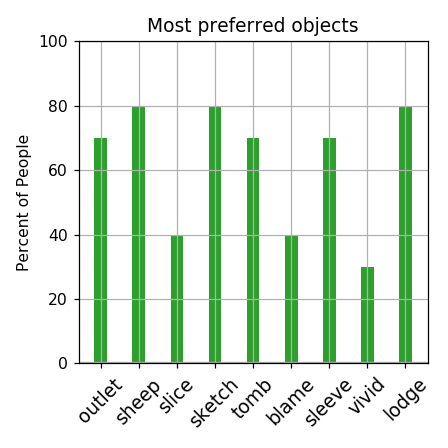 Most preferred objects
Percent of People
100
80
60
40
20
0
outlet
sheep
slice
sketch
tomb
blame
sleeve
vivid
lodge